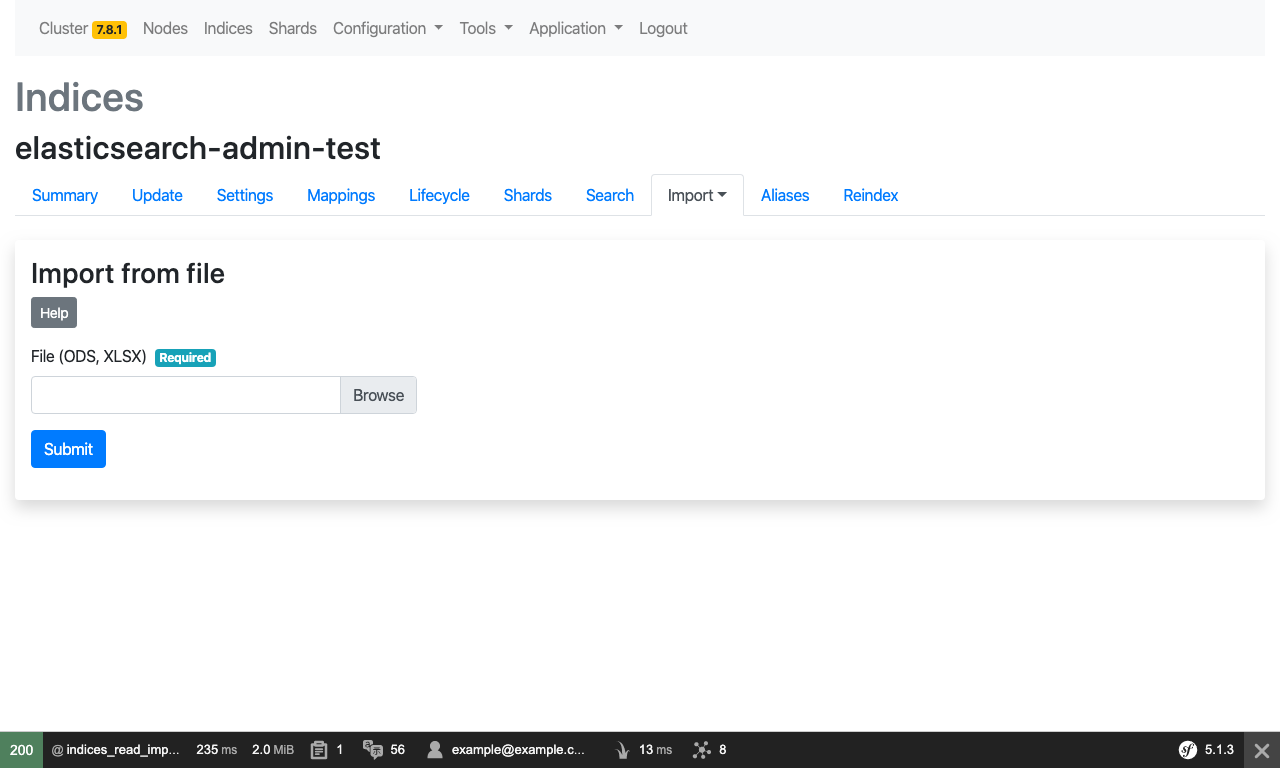 Cluster 7.8.1 Nodes Indices Shards Configuration Tools Application Logout
Indices
elasticsearch-admin-test
Summary Update Settings Mappings Lifecycle Shards Search Import Aliases Reindex
Import from file
Help
File (ODS, XLSX) Required
Browse
Submit
200 @ indices_read_imp... 235 ms 2.0 MiB 1 56 example@example.c... 13 ms 8 sf 5.1.3